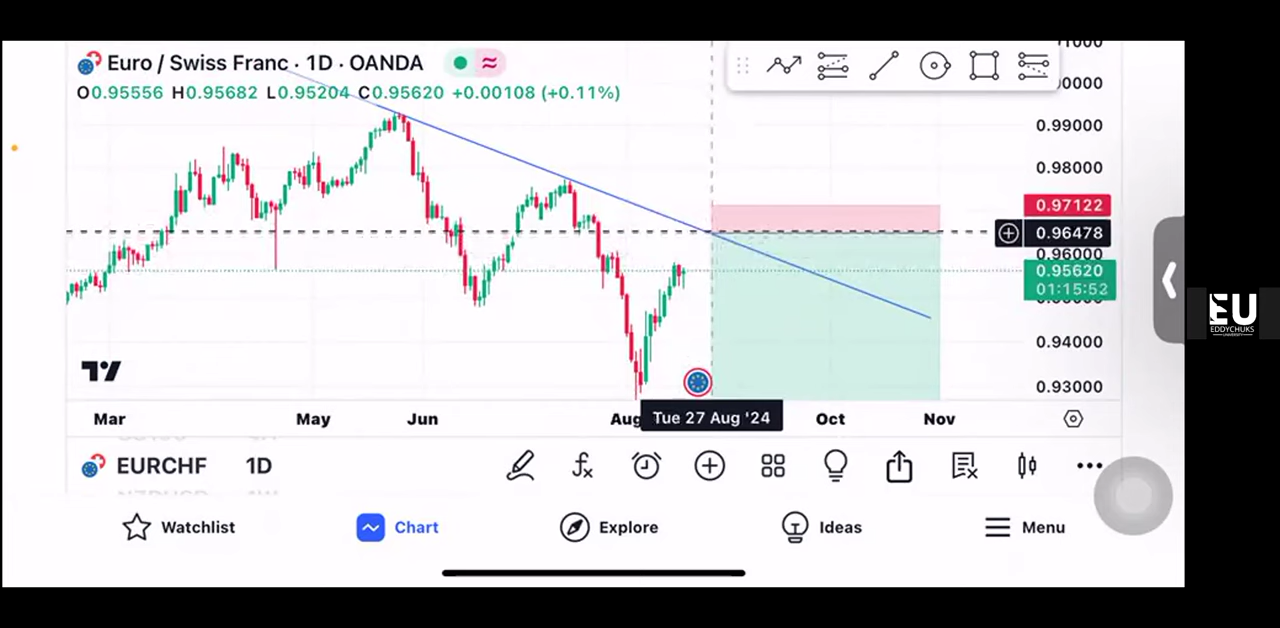 Euro / Swiss Franc · 1D · OANDA
O0.95556 H0.95682 L0.95204 C0.95620 +0.00108 (+0.11%)
0.99000
0.98000
0.97122
0.96478
0.96000
0.95620
01:15:52
0.94000
0.93000
Mar May Jun Aug Tue 27 Aug '24 Oct Nov
EURCHF 1D
Watchlist Chart Explore Ideas Menu
EU
EDDYCHUKS
UNIVERSITY